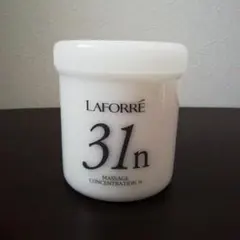 LAFORRÉ
31n
MASSAGE
CONCENTRATION n